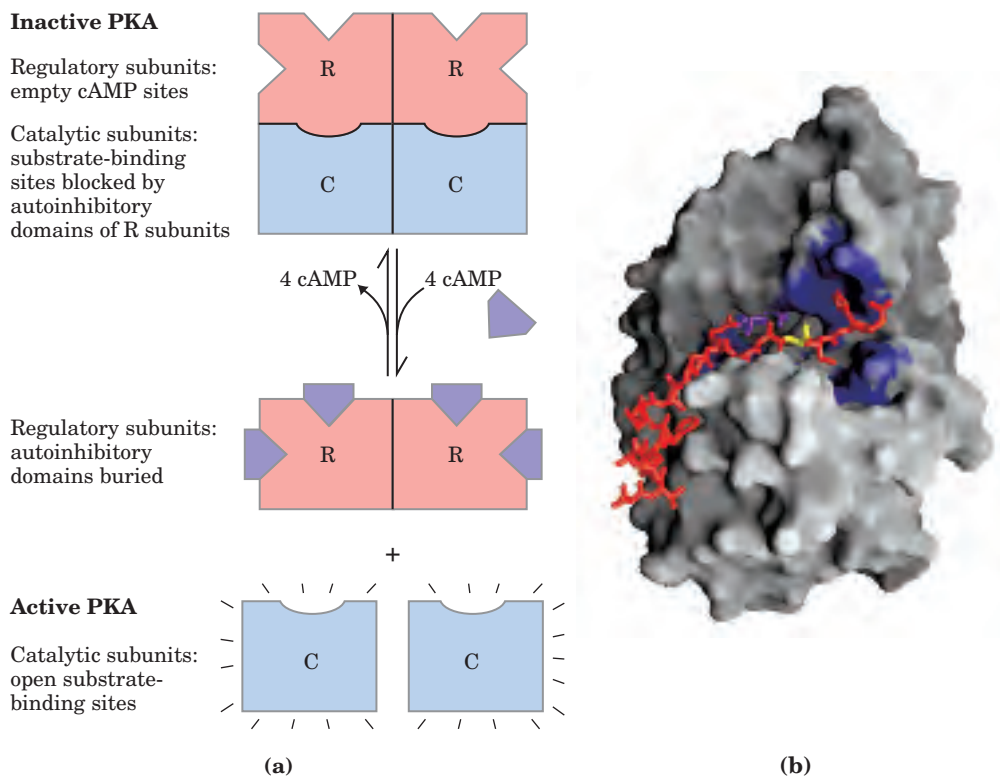 Inactive PKA
Regulatory subunits:
empty cAMP sites
Catalytic subunits:
substrate-binding
sites blocked by
autoinhibitory
domains of R subunits
R
R
C
C
4 cAMP
4 cAMP
Regulatory subunits:
autoinhibitory
domains buried
R
R
+
Active PKA
Catalytic subunits:
open substrate-
binding sites
C
C
(a)
(b)